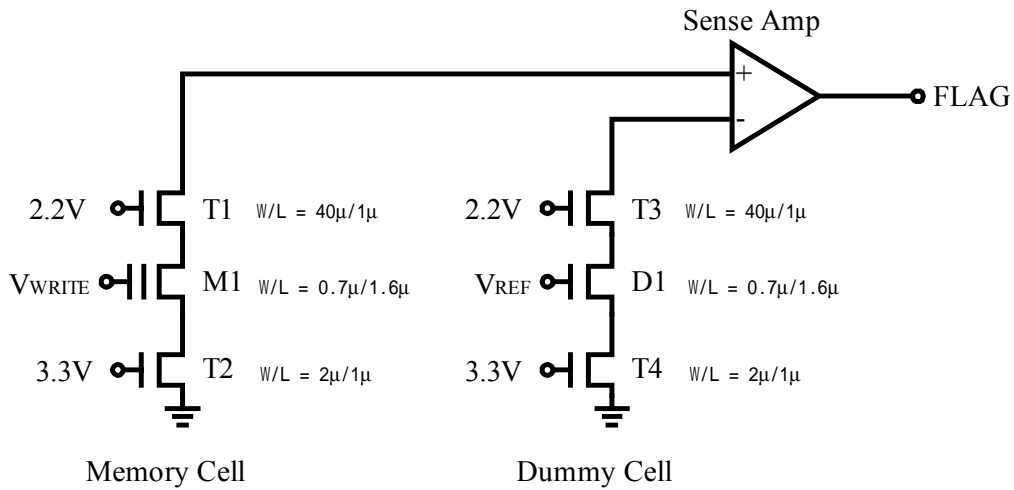 Sense Amp
+
-
FLAG
2.2V T1 W/L = 40μ/1μ
2.2V T3 W/L = 40μ/1μ
VWRITE M1 W/L = 0.7μ/1.6μ
VREF D1 W/L = 0.7μ/1.6μ
3.3V T2 W/L = 2μ/1μ
3.3V T4 W/L = 2μ/1μ
Memory Cell
Dummy Cell